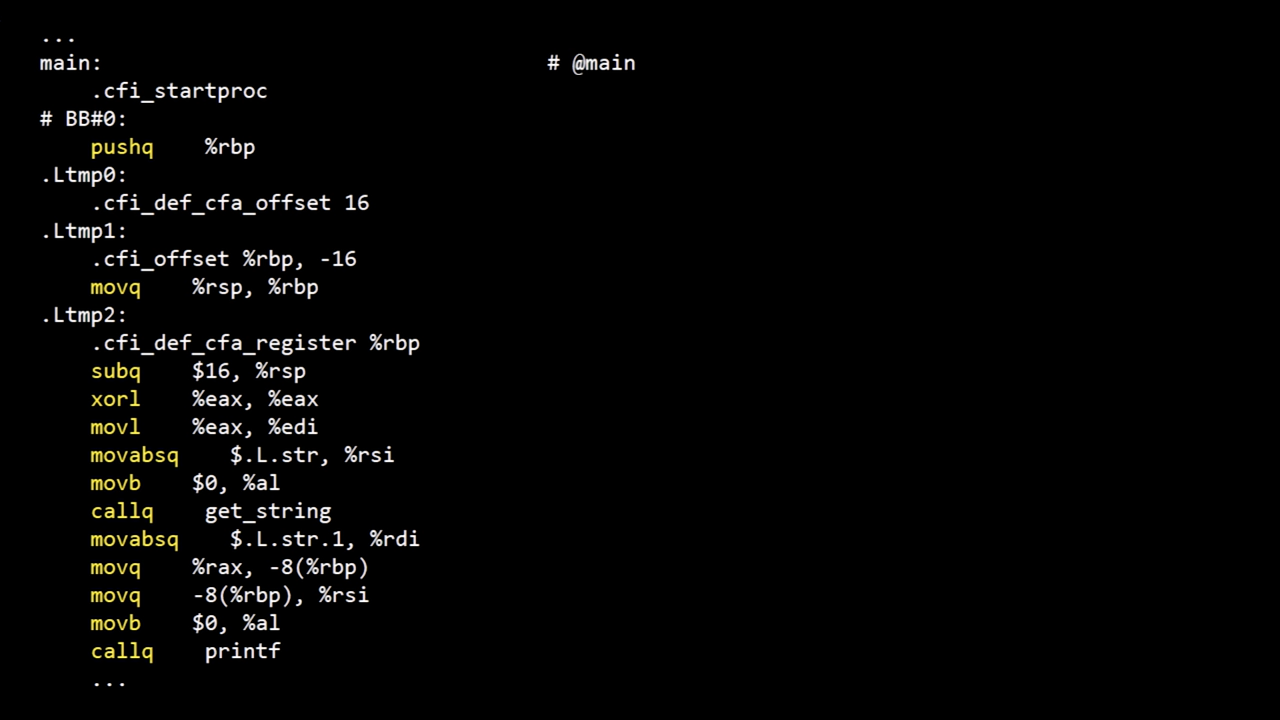 ...
main: # @main
.cfi_startproc
# BB#0:
pushq %rbp
.Ltmp0:
.cfi_def_cfa_offset 16
.Ltmp1:
.cfi_offset %rbp, -16
movq %rsp, %rbp
.Ltmp2:
.cfi_def_cfa_register %rbp
subq $16, %rsp
xorl %eax, %eax
movl %eax, %edi
movabsq $.L.str, %rsi
movb $0, %al
callq get_string
movabsq $.L.str.1, %rdi
movq %rax, -8(%rbp)
movq -8(%rbp), %rsi
movb $0, %al
callq printf
...